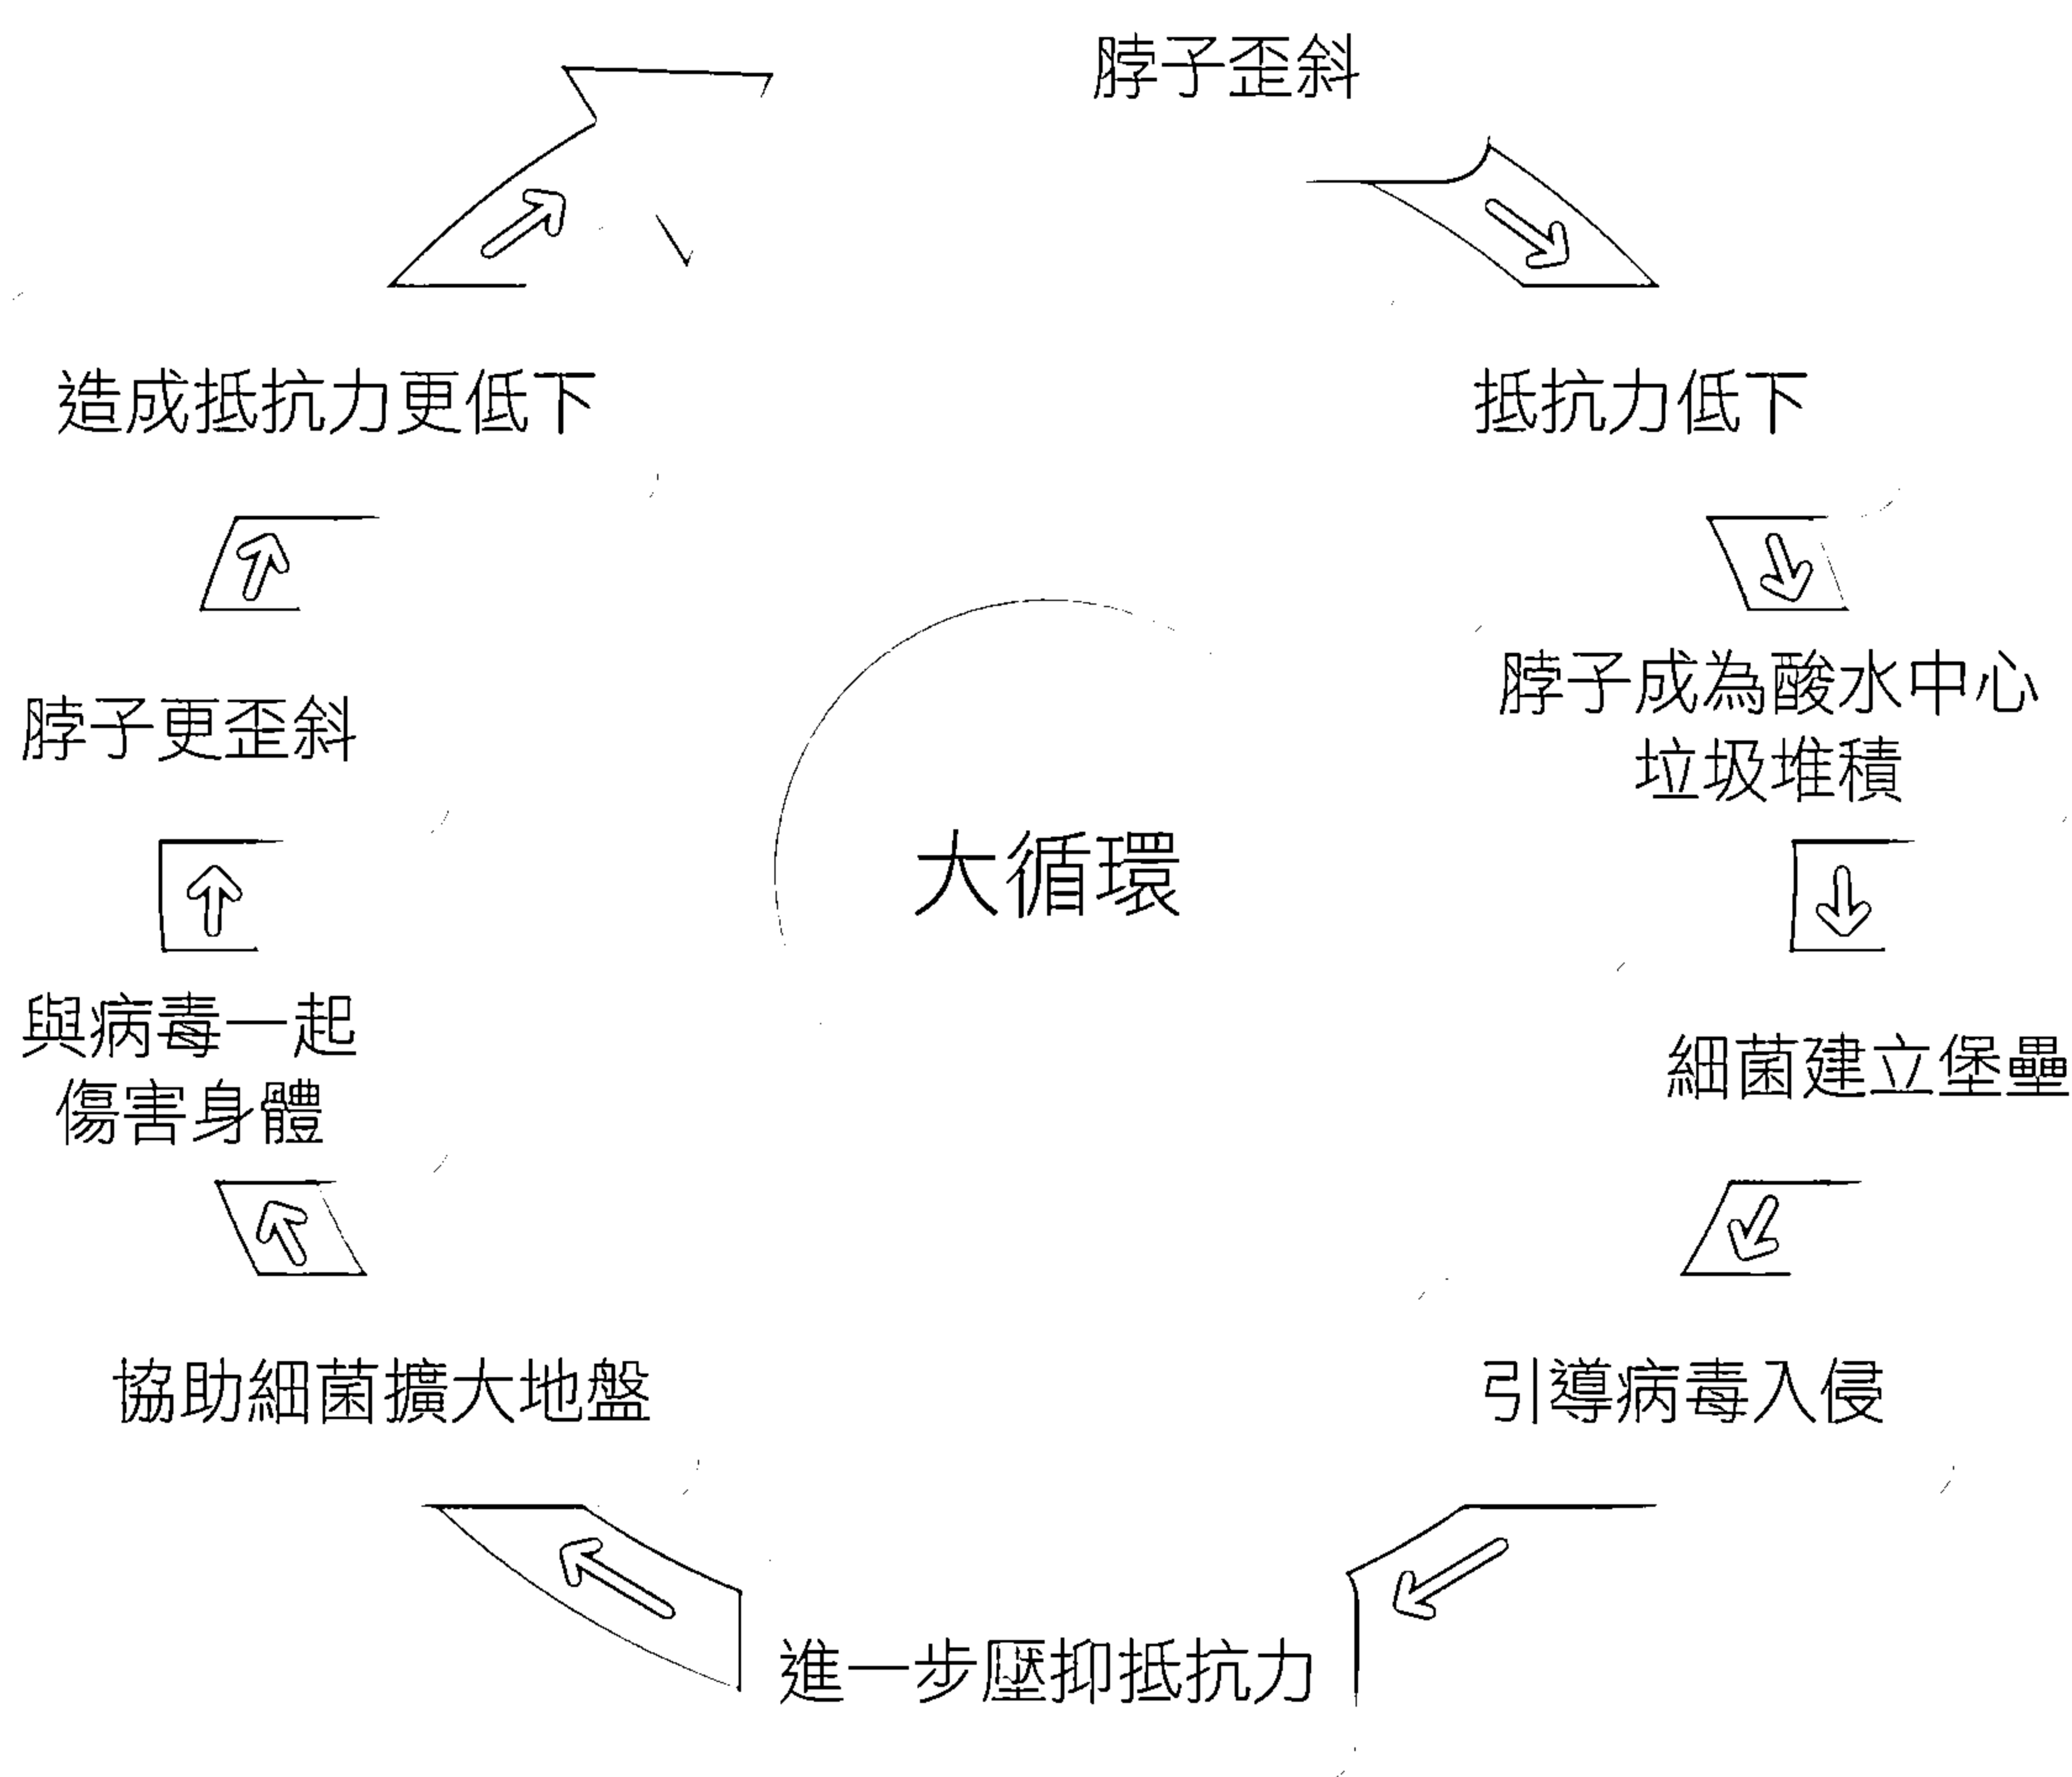 脖子歪斜
抵抗力低下
脖子成為酸水中心
垃圾堆積
細菌建立堡壘
引導病毒入侵
進一步壓抑抵抗力
協助細菌擴大地盤
與病毒一起
傷害身體
脖子更歪斜
造成抵抗力更低下
大循環